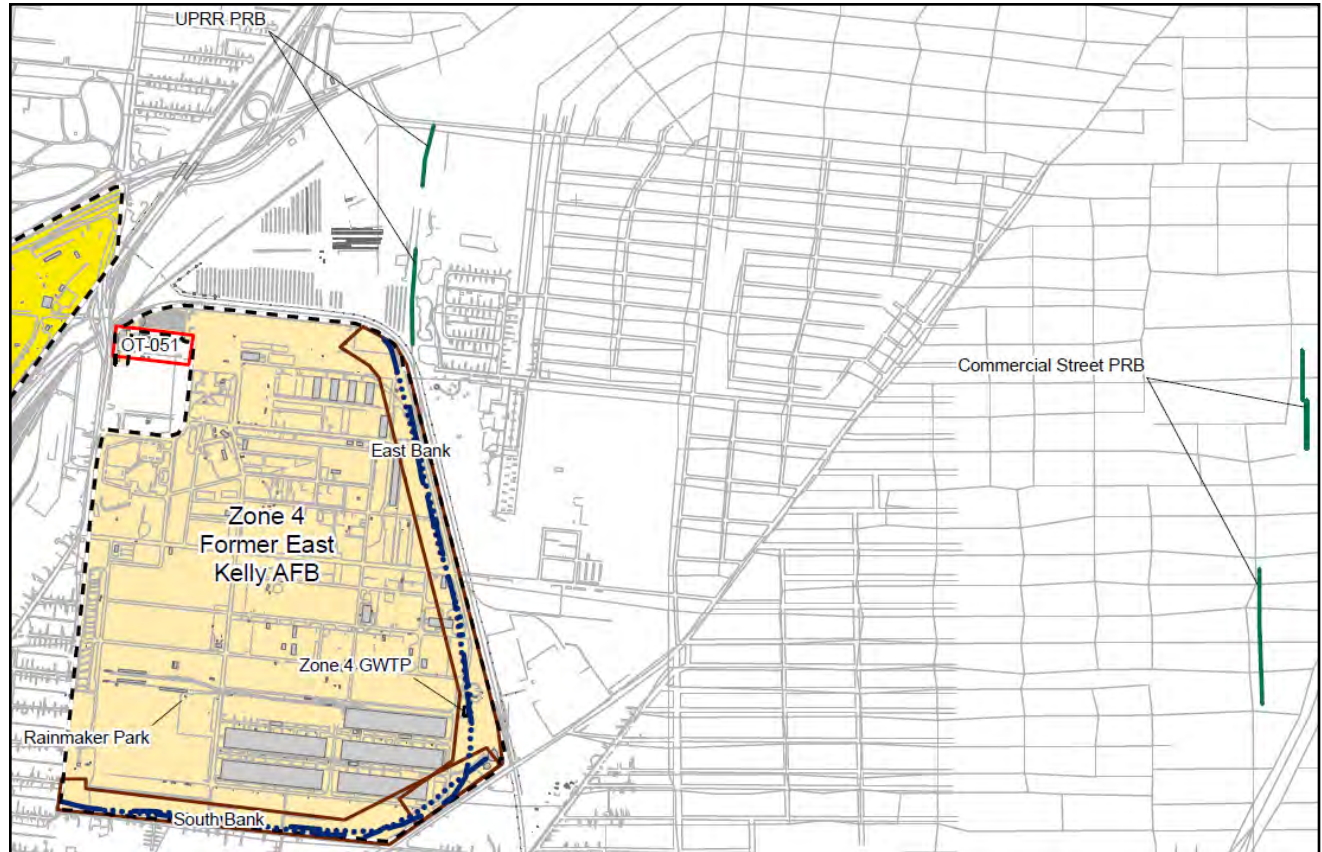 UPRR PRB
OT-051
Commercial Street PRB
East Bank
Zone 4
Former East
Kelly AFB
Zone 4 GWTP
Rainmaker Park
South Bank